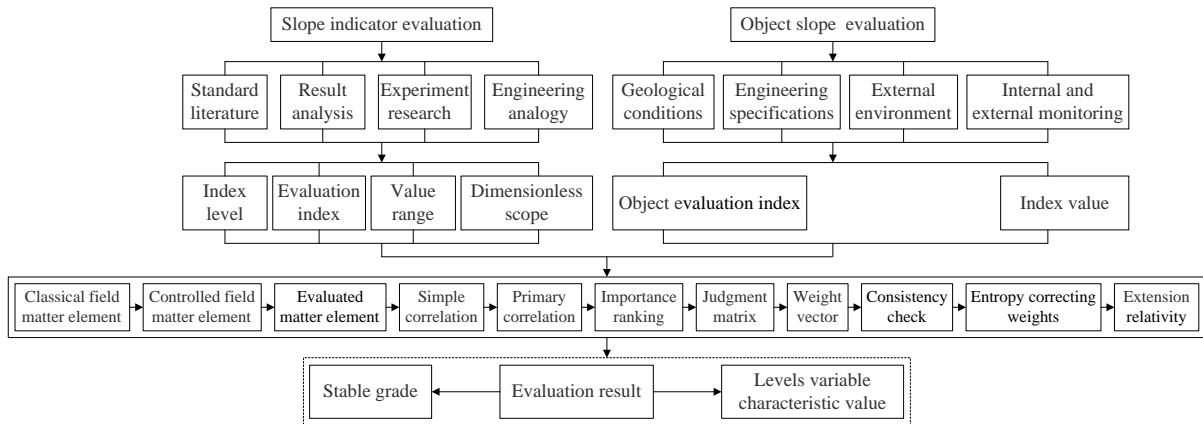 Slope indicator evaluation
Object slope evaluation
Standard
literature
Result
analysis
Experiment
research
Engineering
analogy
Geological
conditions
Engineering
specifications
External
environment
Internal and
external monitoring
Index
level
Evaluation
index
Value
range
Dimensionless
scope
Object evaluation index
Index value
Classical field
matter element
Controlled field
matter element
Evaluated
matter element
Simple
correlation
Primary
correlation
Importance
ranking
Judgment
matrix
Weight
vector
Consistency
check
Entropy correcting
weights
Extension
relativity
Stable grade
Evaluation result
Levels variable
characteristic value